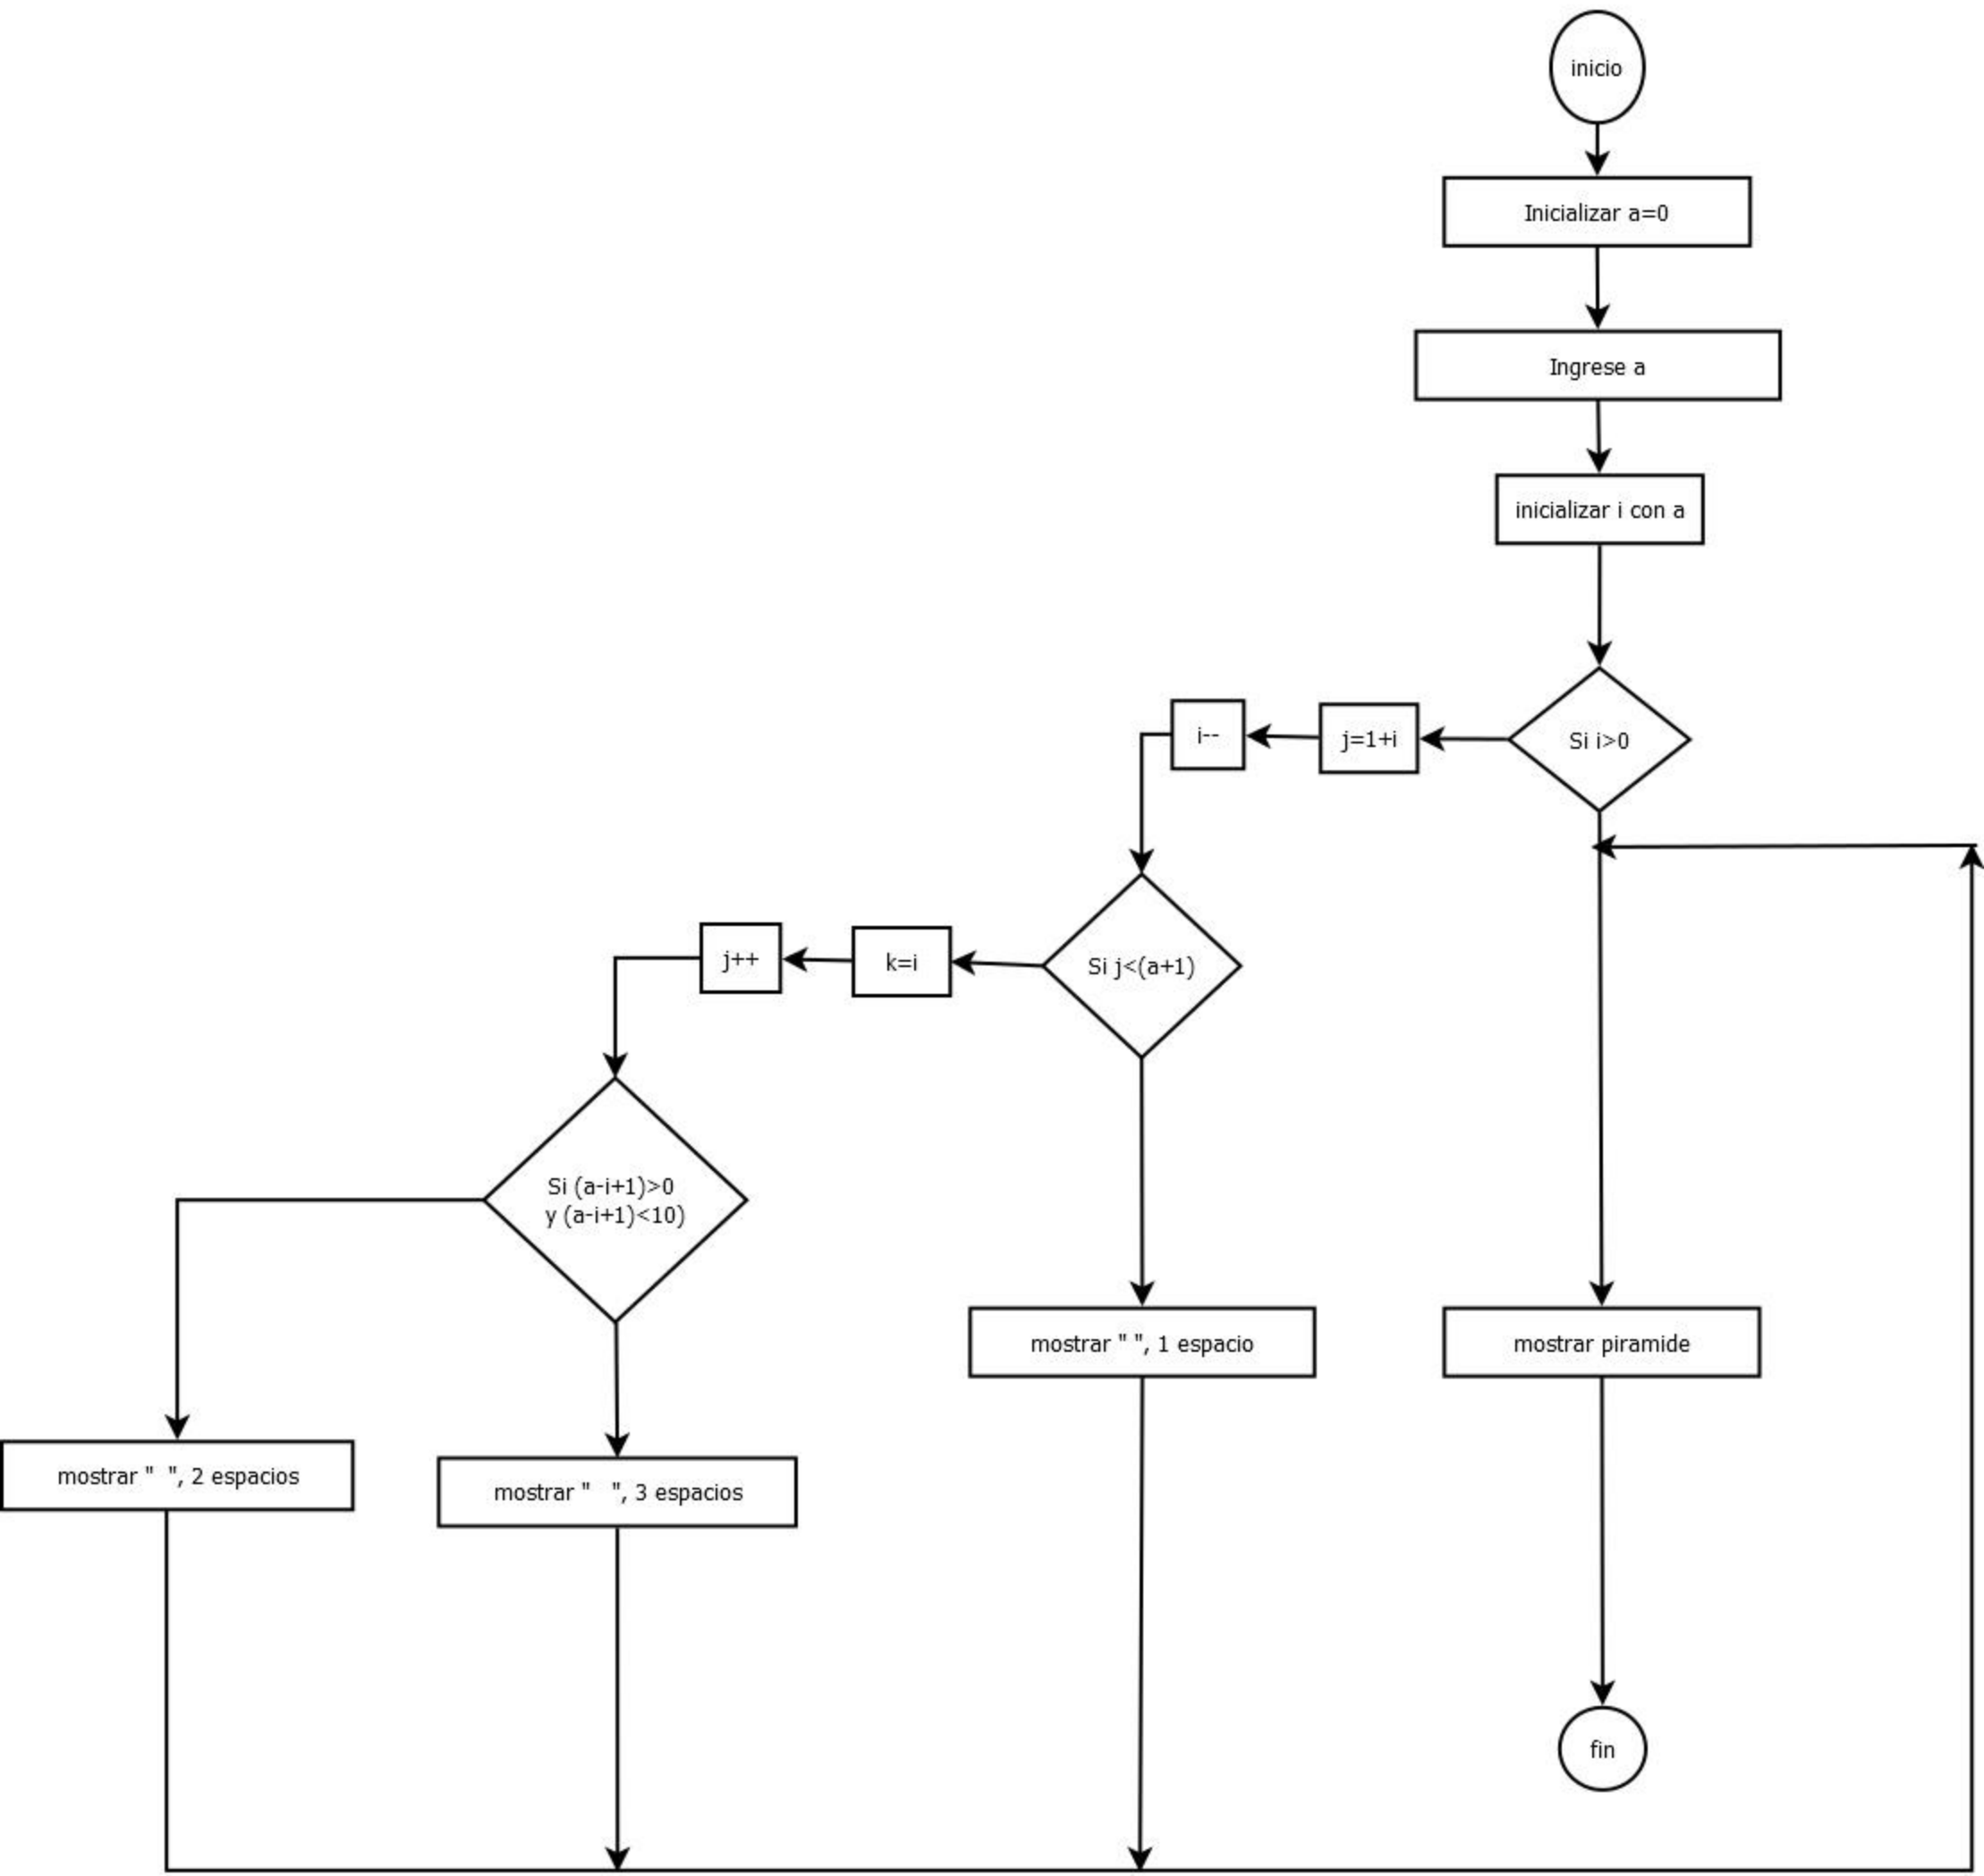 inicio
Inicializar a=0
Ingrese a
inicializar i con a
Si i>0
j=1+i
i--
Si j<(a+1)
k=i
j++
Si (a-i+1)>0
y (a-i+1)<10)
mostrar " ", 1 espacio
mostrar piramide
mostrar "  ", 2 espacios
mostrar "   ", 3 espacios
fin